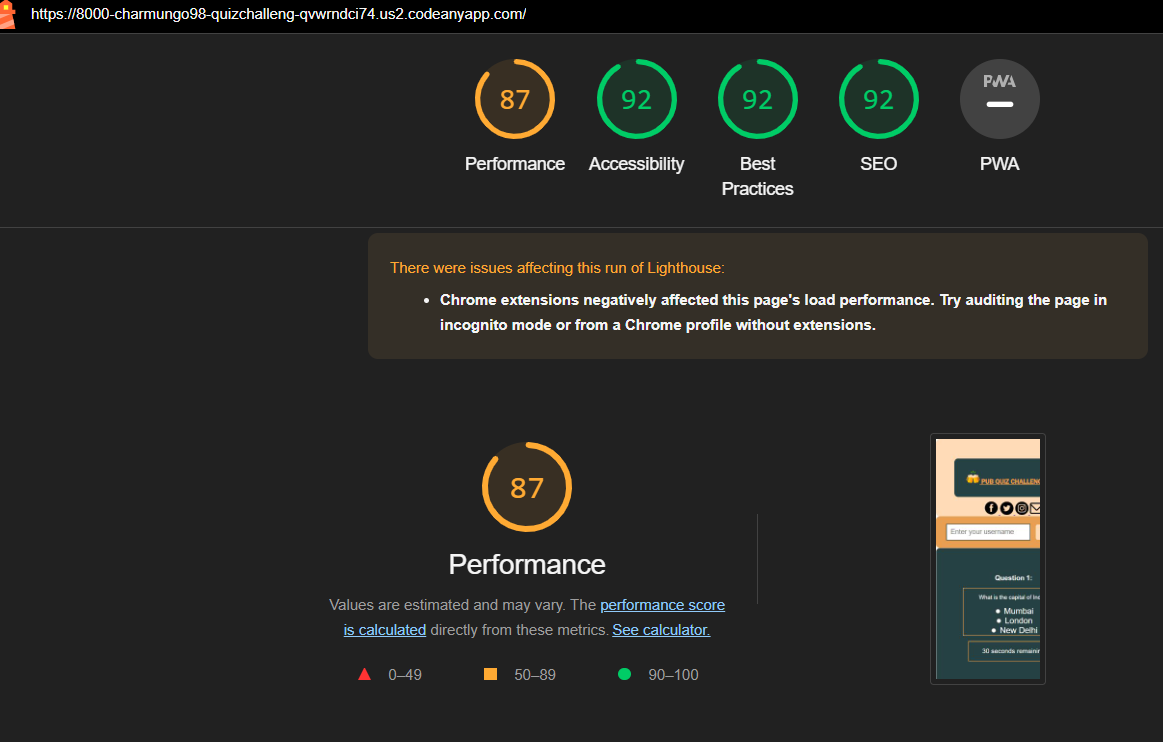 https://8000-charmungo98-quizchalleng-qvwrndci74.us2.codeanyapp.com/
87
92
92
92
PWA
Performance
Accessibility
Best
Practices
SEO
PWA
There were issues affecting this run of Lighthouse:
• Chrome extensions negatively affected this page's load performance. Try auditing the page in
incognito mode or from a Chrome profile without extensions.
87
Performance
Values are estimated and may vary. The performance score
is calculated directly from these metrics. See calculator.
0–49
50–89
90–100
PUB QUIZ CHALLENG
Enter your username
Question 1:
What is the capital of Ind
• Mumbai
• London
• New Delhi
30 seconds remainin